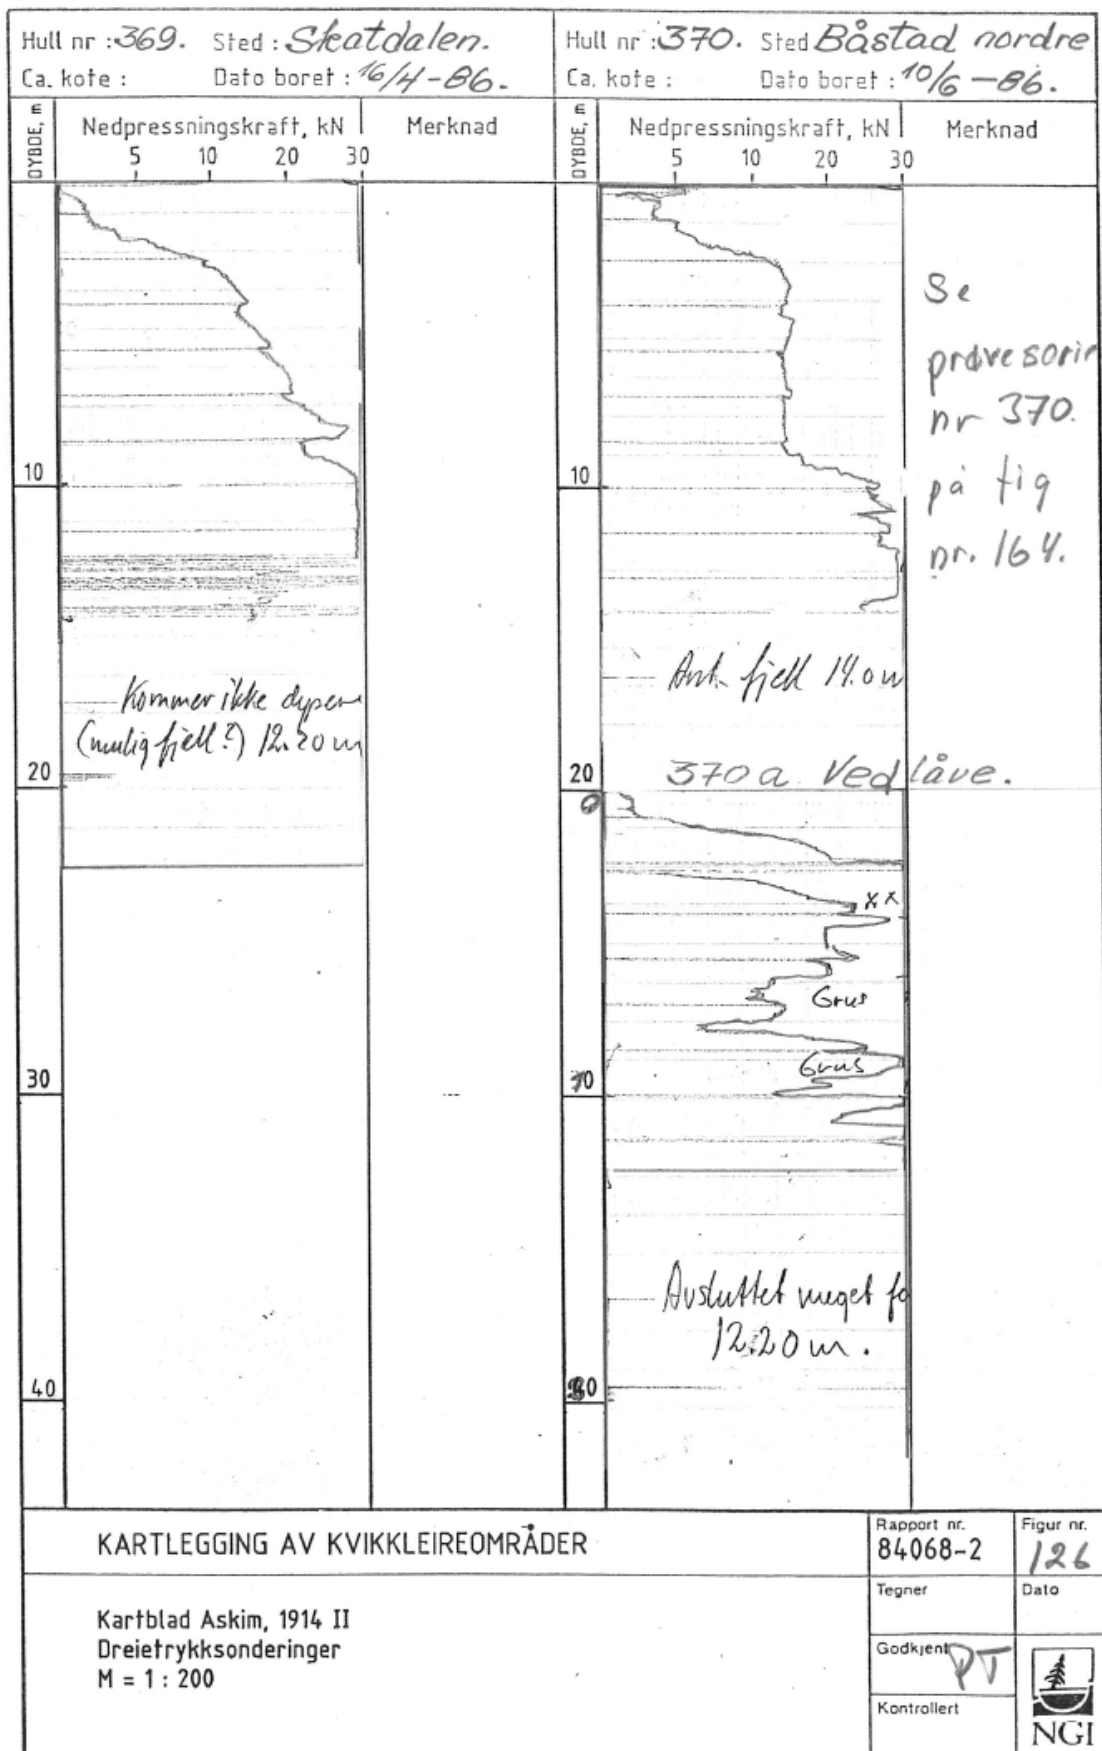 Hull nr : 369. Sted : Skatdalen.
Ca. kote : Dato boret : 16/4-86.
DYBDE, m
Nedpressningskraft, kN
Merknad
5 10 20 30
10
Kommer ikke dypere
(mulig fjell?) 12.20 m
20
30
40
Hull nr : 370. Sted Båstad nordre
Ca. kote : Dato boret : 10/6-86.
DYBDE, m
Nedpressningskraft, kN
Merknad
5 10 20 30
Se
prøveserie
nr 370.
på fig
nr. 164.
10
Ant. fjell 14.0 m
370a Ved låve.
20
0
xx
Grus
Grus
10
Avsluttet meget fa
12.20 m.
KARTLEGGING AV KVIKKLEIREOMRÅDER
Kartblad Askim, 1914 II
Dreietrykksonderinger
M = 1 : 200
Rapport nr.
84068-2
Figur nr.
126
Tegner
Dato
Godkjent
PT
Kontrollert
NGI